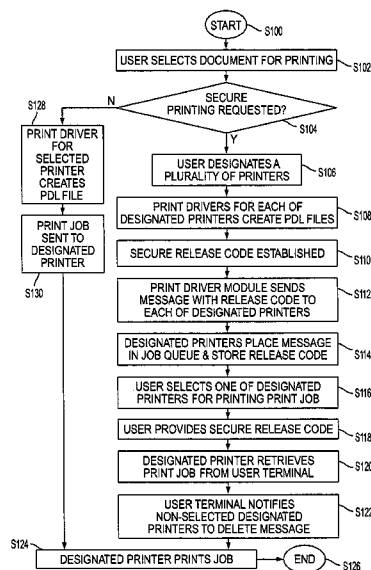 START
S100
USER SELECTS DOCUMENT FOR PRINTING
S102
S128
N
SECURE
PRINTING REQUESTED?
S104
Y
PRINT DRIVER
FOR
SELECTED
PRINTER
CREATES
PDL FILE
USER DESIGNATES A
PLURALITY OF PRINTERS
S106
PRINT DRIVERS FOR EACH OF
DESIGNATED PRINTERS CREATE PDL FILES
S108
PRINT JOB
SENT TO
DESIGNATED
PRINTER
S130
SECURE RELEASE CODE ESTABLISHED
S110
PRINT DRIVER MODULE SENDS
MESSAGE WITH RELEASE CODE TO
EACH OF DESIGNATED PRINTERS
S112
DESIGNATED PRINTERS PLACE MESSAGE
IN JOB QUEUE & STORE RELEASE CODE
S114
USER SELECTS ONE OF DESIGNATED
PRINTERS FOR PRINTING PRINT JOB
S116
USER PROVIDES SECURE RELEASE CODE
S118
DESIGNATED PRINTER RETRIEVES
PRINT JOB FROM USER TERMINAL
S120
USER TERMINAL NOTIFIES
NON-SELECTED DESIGNATED
PRINTERS TO DELETE MESSAGE
S122
S124
DESIGNATED PRINTER PRINTS JOB
END
S126